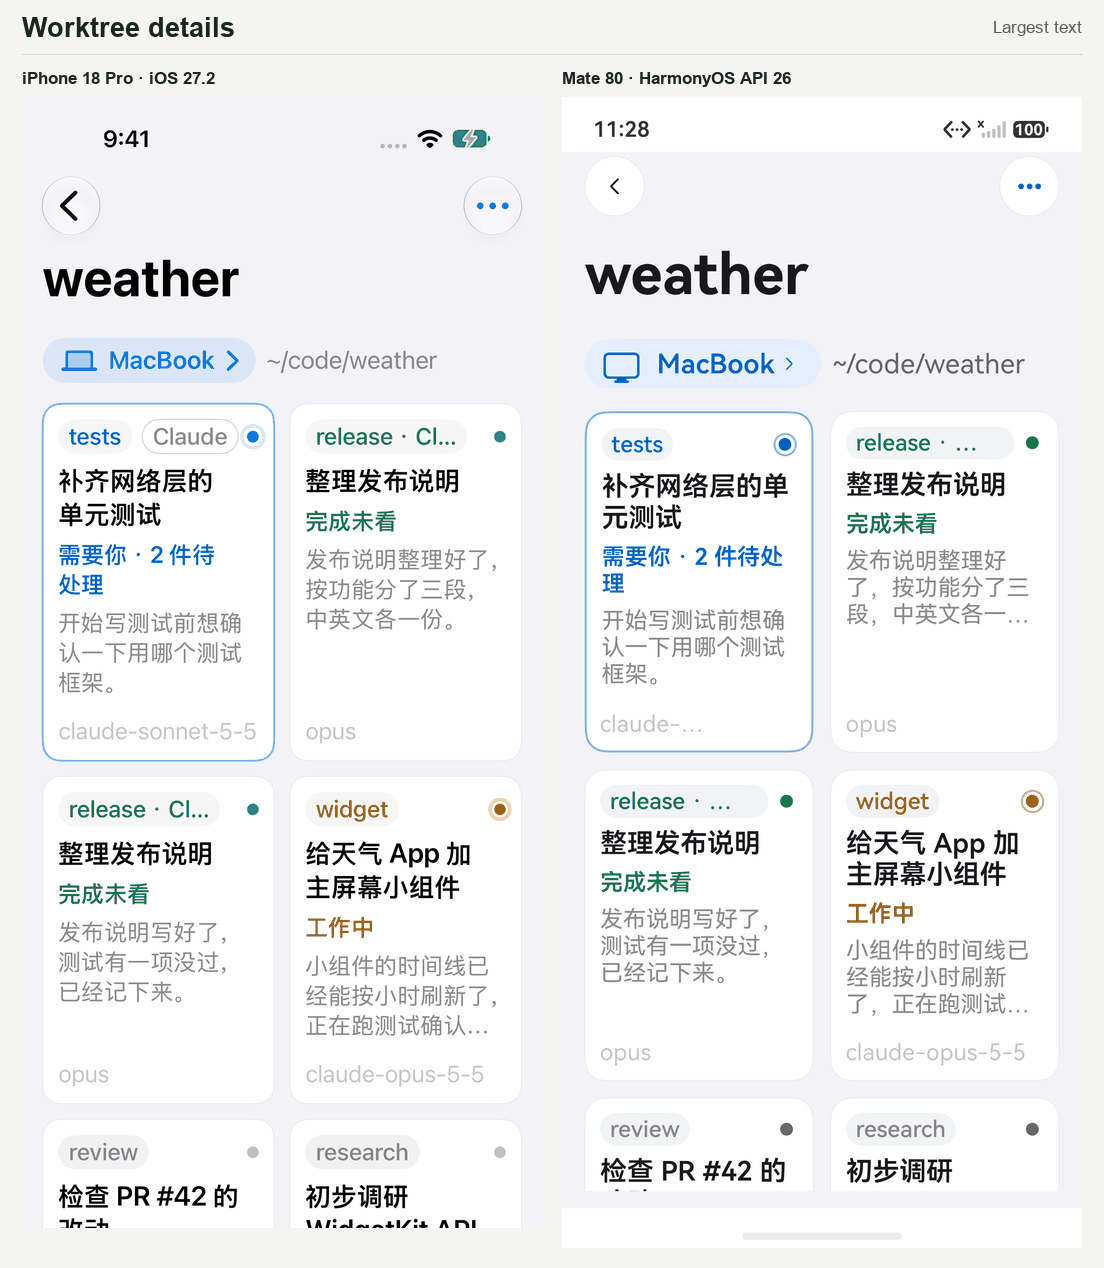 Worktree details
Largest text
iPhone 18 Pro · iOS 27.2
9:41
weather
MacBook
~/code/weather
tests
Claude
补齐网络层的
单元测试
需要你 · 2 件待
处理
开始写测试前想确
认一下用哪个测试
框架。
claude-sonnet-5-5
release · Cl...
整理发布说明
完成未看
发布说明整理好了，
按功能分了三段，
中英文各一份。
opus
release · Cl...
整理发布说明
完成未看
发布说明写好了，
测试有一项没过，
已经记下来。
opus
widget
给天气 App 加
主屏幕小组件
工作中
小组件的时间线已
经能按小时刷新了，
正在跑测试确认...
claude-opus-5-5
review
检查 PR #42 的
改动
research
初步调研
WidgetKit API
Mate 80 · HarmonyOS API 26
11:28
100
weather
MacBook
~/code/weather
tests
补齐网络层的单
元测试
需要你 · 2 件待处
理
开始写测试前想确
认一下用哪个测试
框架。
claude-...
release · ...
整理发布说明
完成未看
发布说明整理好
了，按功能分了三
段，中英文各一...
opus
release · ...
整理发布说明
完成未看
发布说明写好了，
测试有一项没过，
已经记下来。
opus
widget
给天气 App 加
主屏幕小组件
工作中
小组件的时间线已
经能按小时刷新
了，正在跑测试...
claude-opus-5-5
review
检查 PR #42 的
research
初步调研